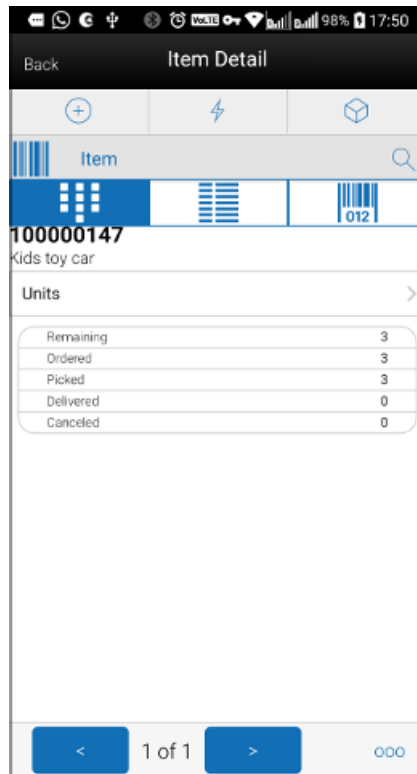 VoLTE 98% 17:50
Back Item Detail
Item
012
100000147
Kids toy car
Units
Remaining 3
Ordered 3
Picked 3
Delivered 0
Canceled 0
< 1 of 1 >